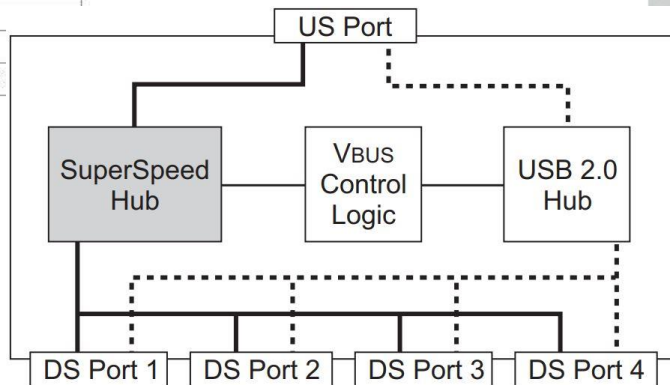 US Port
SuperSpeed
Hub
VBUS
Control
Logic
USB 2.0
Hub
DS Port 1
DS Port 2
DS Port 3
DS Port 4